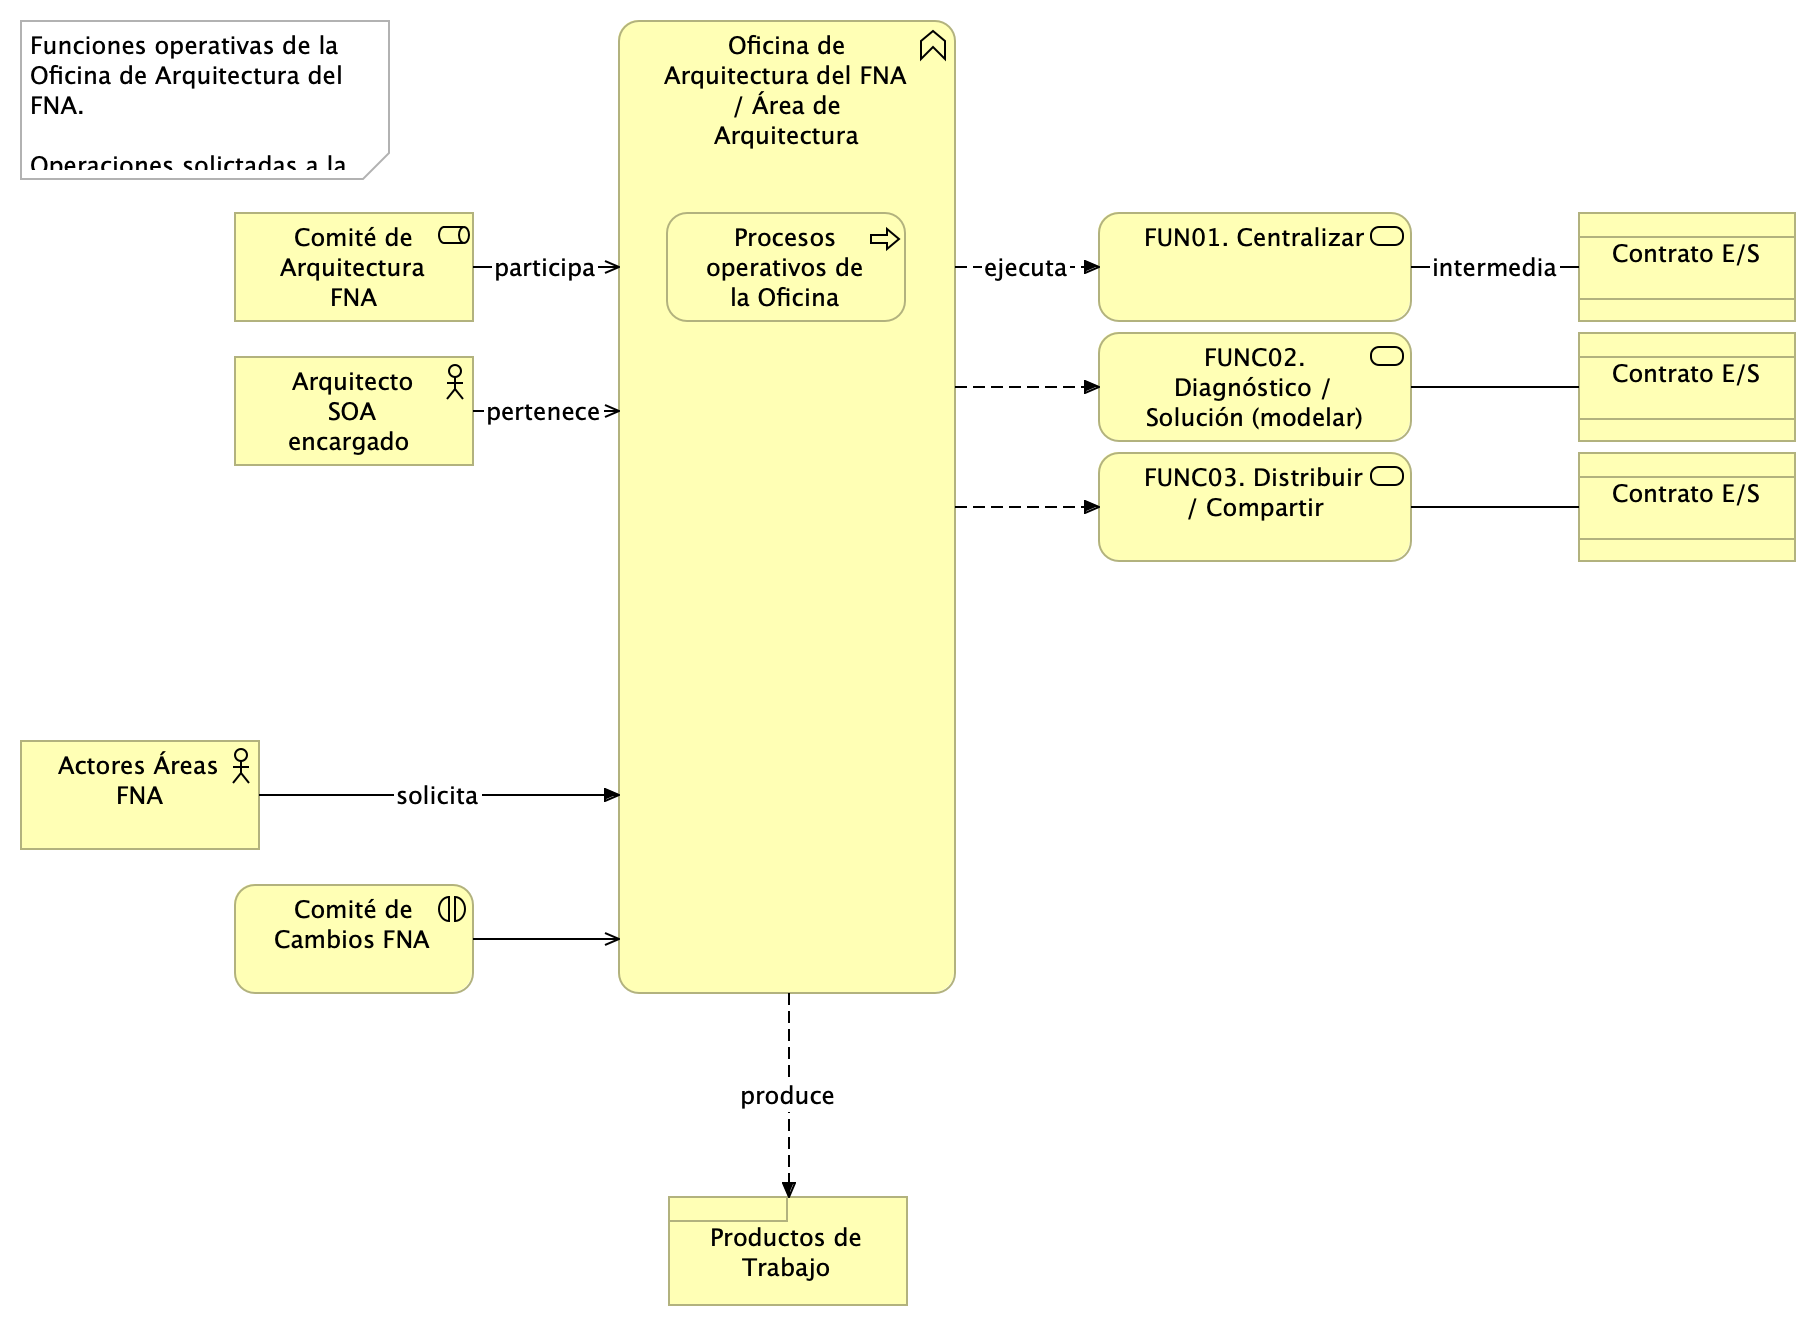 Funciones operativas de la
Oficina de Arquitectura del
FNA.
Operaciones solictadas a la
Oficina de
Arquitectura del FNA
/ Área de
Arquitectura
Comité de
Arquitectura
FNA
participa
Procesos
operativos de
la Oficina
ejecuta
FUN01. Centralizar
intermedia
Contrato E/S
Arquitecto
SOA
encargado
pertenece
FUNC02.
Diagnóstico /
Solución (modelar)
Contrato E/S
FUNC03. Distribuir
/ Compartir
Contrato E/S
Actores Áreas
FNA
solicita
Comité de
Cambios FNA
produce
Productos de
Trabajo